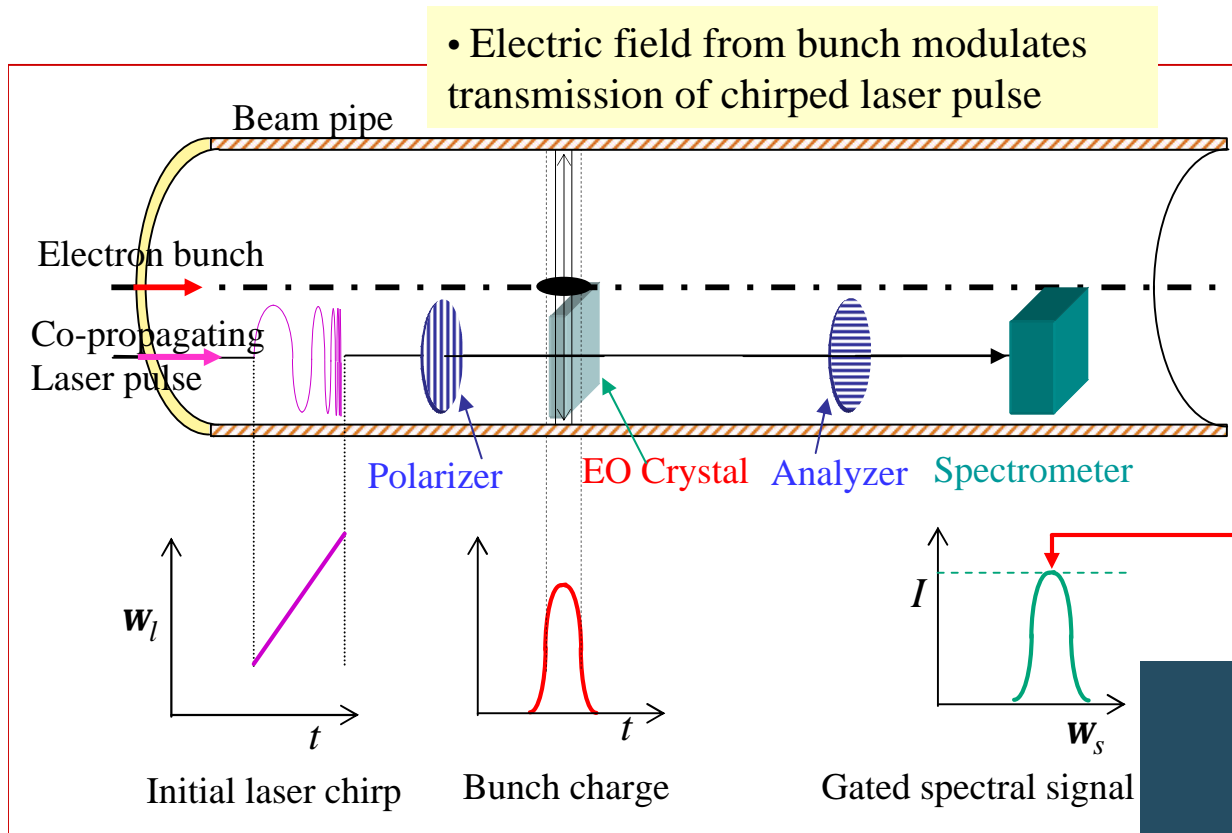 • Electric field from bunch modulates
transmission of chirped laser pulse
Beam pipe
Electron bunch
Co-propagating
Laser pulse
Polarizer
EO Crystal
Analyzer
Spectrometer
w_l
t
Initial laser chirp
t
Bunch charge
I
w_s
Gated spectral signal